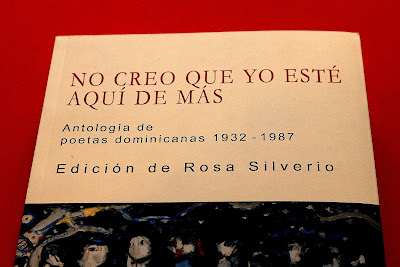 NO CREO QUE YO ESTÉ
AQUÍ DE MÁS
Antología de
poetas dominicanas 1932 - 1987
Edición de Rosa Silverio